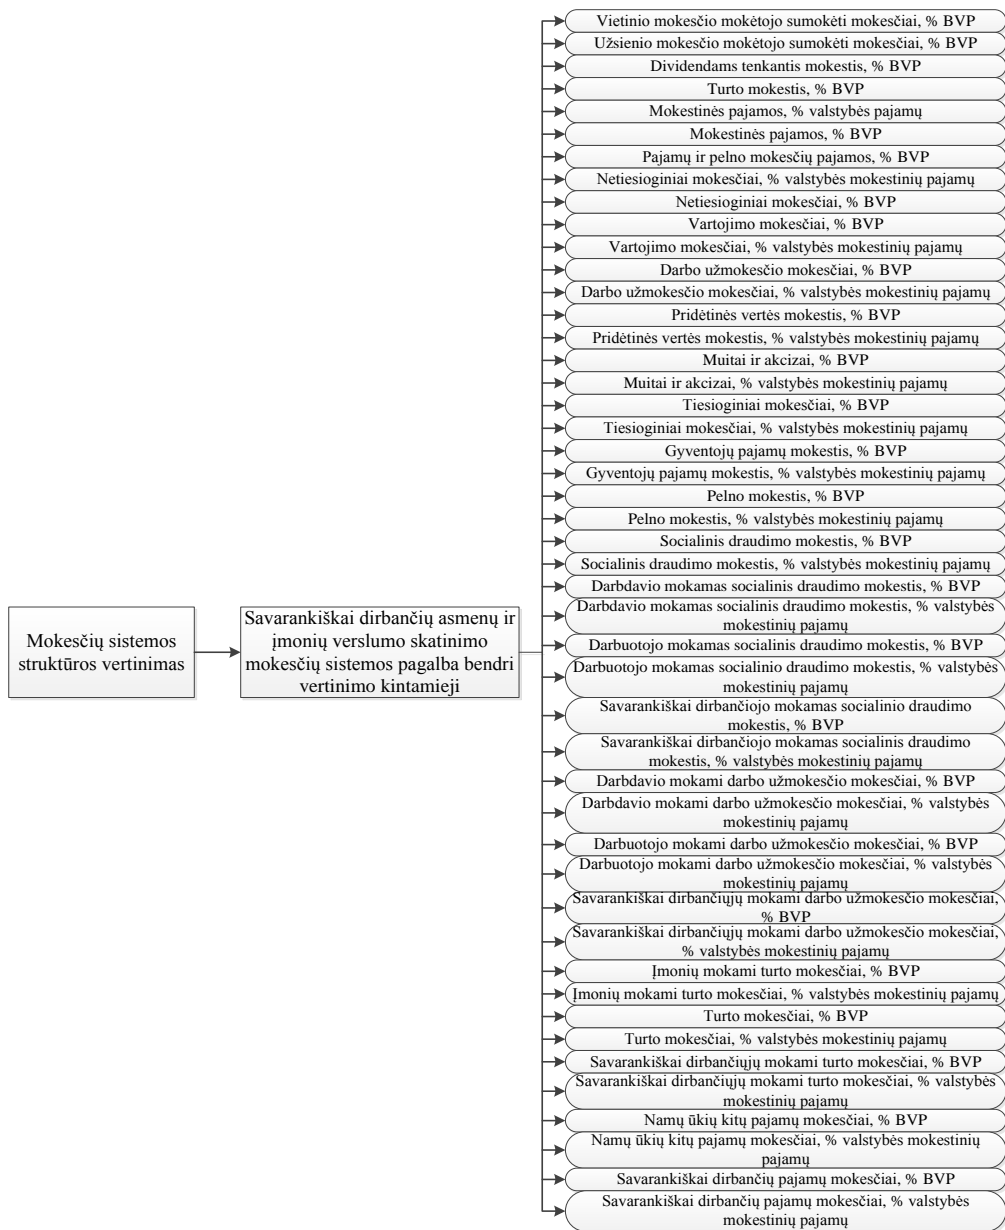 Mokesčių sistemos
struktūros vertinimas
Savarankiškai dirbančių asmenų ir
įmonių verslumo skatinimo
mokesčių sistemos pagalba bendri
vertinimo kintamieji
Vietinio mokesčio mokėtojo sumokėti mokesčiai, % BVP
Užsienio mokesčio mokėtojo sumokėti mokesčiai, % BVP
Dividendams tenkantis mokestis, % BVP
Turto mokestis, % BVP
Mokestinės pajamos, % valstybės pajamų
Mokestinės pajamos, % BVP
Pajamų ir pelno mokesčių pajamos, % BVP
Netiesioginiai mokesčiai, % valstybės mokestinių pajamų
Netiesioginiai mokesčiai, % BVP
Vartojimo mokesčiai, % BVP
Vartojimo mokesčiai, % valstybės mokestinių pajamų
Darbo užmokesčio mokesčiai, % BVP
Darbo užmokesčio mokesčiai, % valstybės mokestinių pajamų
Pridėtinės vertės mokestis, % BVP
Pridėtinės vertės mokestis, % valstybės mokestinių pajamų
Muitai ir akcizai, % BVP
Muitai ir akcizai, % valstybės mokestinių pajamų
Tiesioginiai mokesčiai, % BVP
Tiesioginiai mokesčiai, % valstybės mokestinių pajamų
Gyventojų pajamų mokestis, % BVP
Gyventojų pajamų mokestis, % valstybės mokestinių pajamų
Pelno mokestis, % BVP
Pelno mokestis, % valstybės mokestinių pajamų
Socialinis draudimo mokestis, % BVP
Socialinis draudimo mokestis, % valstybės mokestinių pajamų
Darbdavio mokamas socialinis draudimo mokestis, % BVP
Darbdavio mokamas socialinis draudimo mokestis, % valstybės
mokestinių pajamų
Darbuotojo mokamas socialinis draudimo mokestis, % BVP
Darbuotojo mokamas socialinio draudimo mokestis, % valstybės
mokestinių pajamų
Savarankiškai dirbančiojo mokamas socialinio draudimo
mokestis, % BVP
Savarankiškai dirbančiojo mokamas socialinis draudimo
mokestis, % valstybės mokestinių pajamų
Darbdavio mokami darbo užmokesčio mokesčiai, % BVP
Darbdavio mokami darbo užmokesčio mokesčiai, % valstybės
mokestinių pajamų
Darbuotojo mokami darbo užmokesčio mokesčiai, % BVP
Darbuotojo mokami darbo užmokesčio mokesčiai, % valstybės
mokestinių pajamų
Savarankiškai dirbančiųjų mokami darbo užmokesčio mokesčiai,
% BVP
Savarankiškai dirbančiųjų mokami darbo užmokesčio mokesčiai,
% valstybės mokestinių pajamų
Įmonių mokami turto mokesčiai, % BVP
Įmonių mokami turto mokesčiai, % valstybės mokestinių pajamų
Turto mokesčiai, % BVP
Turto mokesčiai, % valstybės mokestinių pajamų
Savarankiškai dirbančiųjų mokami turto mokesčiai, % BVP
Savarankiškai dirbančiųjų mokami turto mokesčiai, % valstybės
mokestinių pajamų
Namų ūkių kitų pajamų mokesčiai, % BVP
Namų ūkių kitų pajamų mokesčiai, % valstybės mokestinių
pajamų
Savarankiškai dirbančių pajamų mokesčiai, % BVP
Savarankiškai dirbančių pajamų mokesčiai, % valstybės
mokestinių pajamų